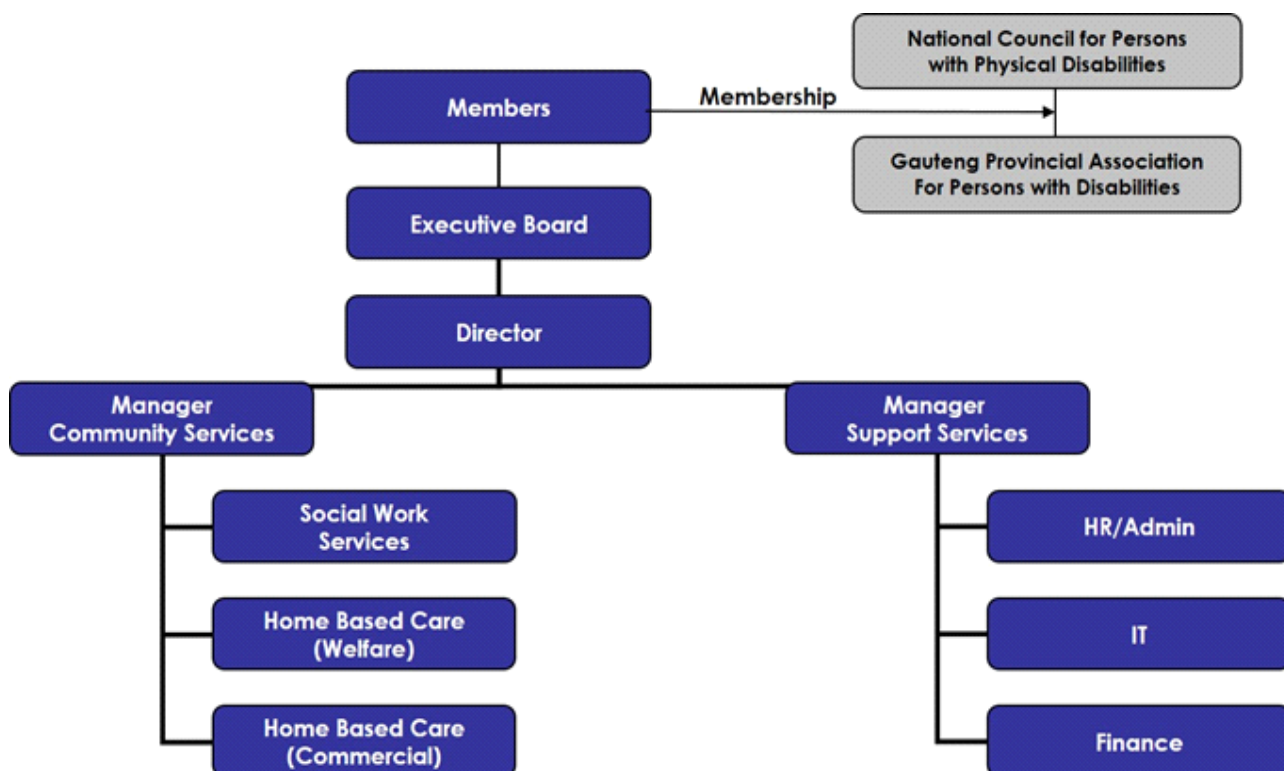 National Council for Persons
with Physical Disabilities
Members
Membership
Gauteng Provincial Association
For Persons with Disabilities
Executive Board
Director
Manager
Community Services
Manager
Support Services
Social Work
Services
HR/Admin
Home Based Care
(Welfare)
IT
Home Based Care
(Commercial)
Finance